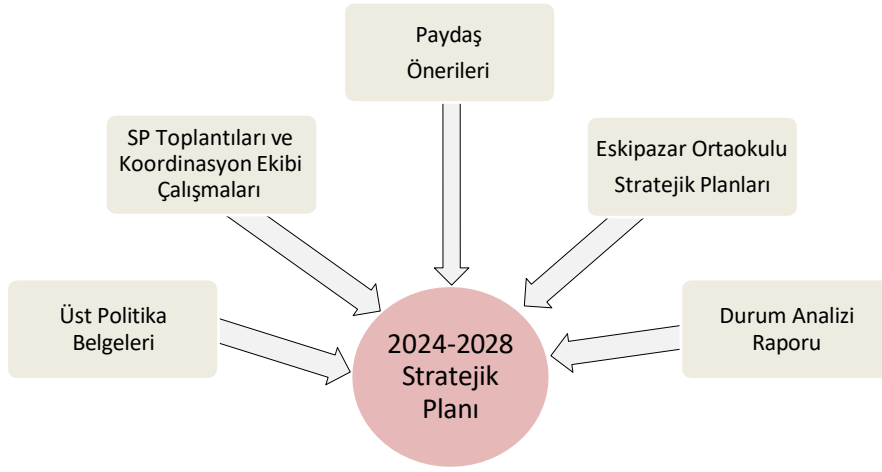 Paydaş
Önerileri
SP Toplantıları ve
Koordinasyon Ekibi
Çalışmaları
Eskipazar Ortaokulu
Stratejik Planları
Üst Politika
Belgeleri
Durum Analizi
Raporu
2024-2028
Stratejik
Planı